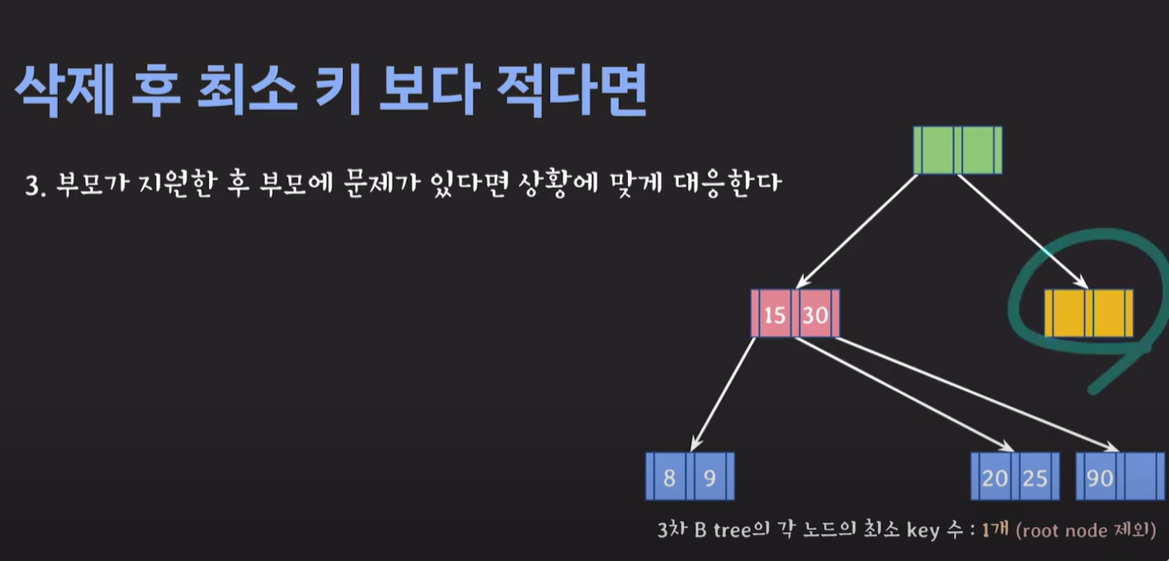 삭제 후 최소 키 보다 적다면
3. 부모가 지원한 후 부모에 문제가 있다면 상황에 맞게 대응한다
15 30
8 9
20 25
90
3차 B tree의 각 노드의 최소 key 수 : 1개 (root node 제외)